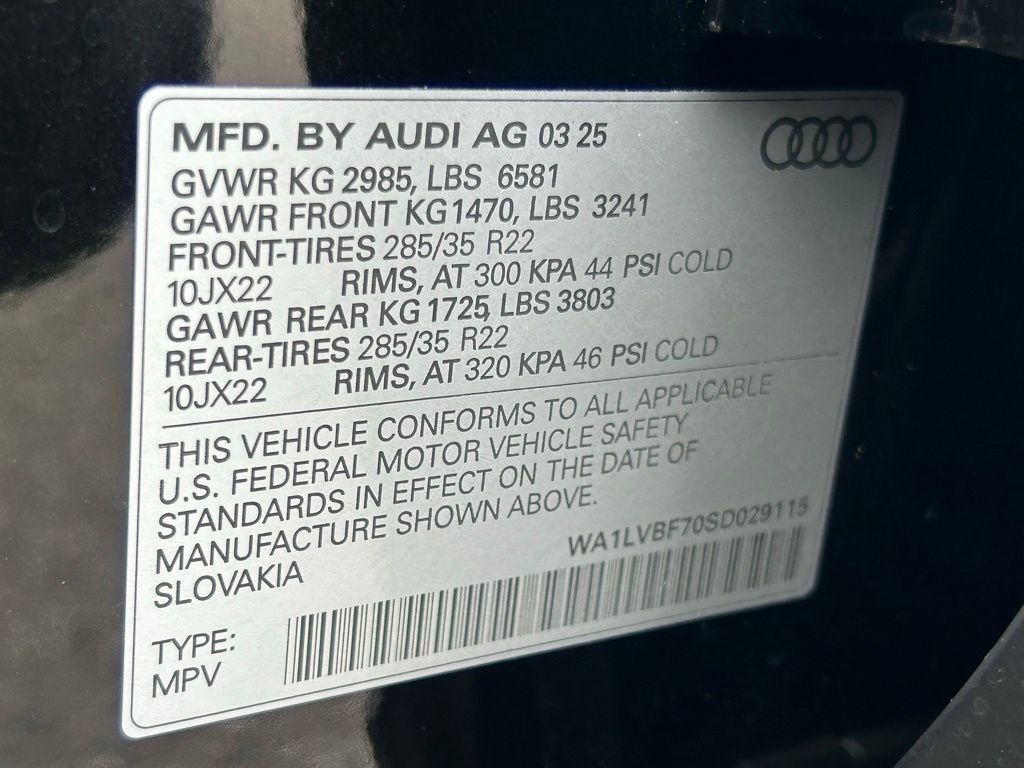 MFD. BY AUDI AG 03 25
GVWR KG 2985, LBS 6581
GAWR FRONT KG 1470, LBS 3241
FRONT-TIRES 285/35 R22
10JX22 RIMS, AT 300 KPA 44 PSI COLD
GAWR REAR KG 1725, LBS 3803
REAR-TIRES 285/35 R22
10JX22 RIMS, AT 320 KPA 46 PSI COLD
THIS VEHICLE CONFORMS TO ALL APPLICABLE
U.S. FEDERAL MOTOR VEHICLE SAFETY
STANDARDS IN EFFECT ON THE DATE OF
MANUFACTURE SHOWN ABOVE.
SLOVAKIA
WA1LVBF70SD029115
TYPE:
MPV